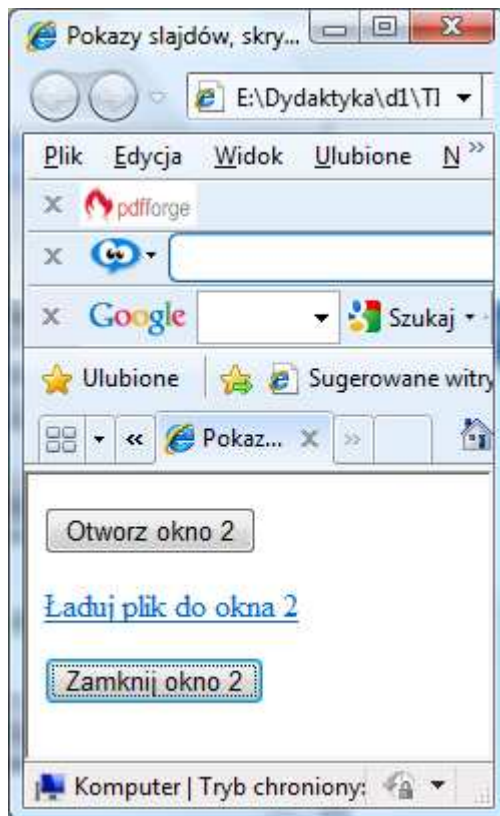 Pokazy slajdów, skry...
E:\Dydaktyka\d1\TI
Plik Edycja Widok Ulubione N »
x pdfforge
x
x Google Szukaj
Ulubione Sugerowane witry
« Pokaz... x »
Otworz okno 2
Ładuj plik do okna 2
Zamknij okno 2
Komputer | Tryb chroniony: